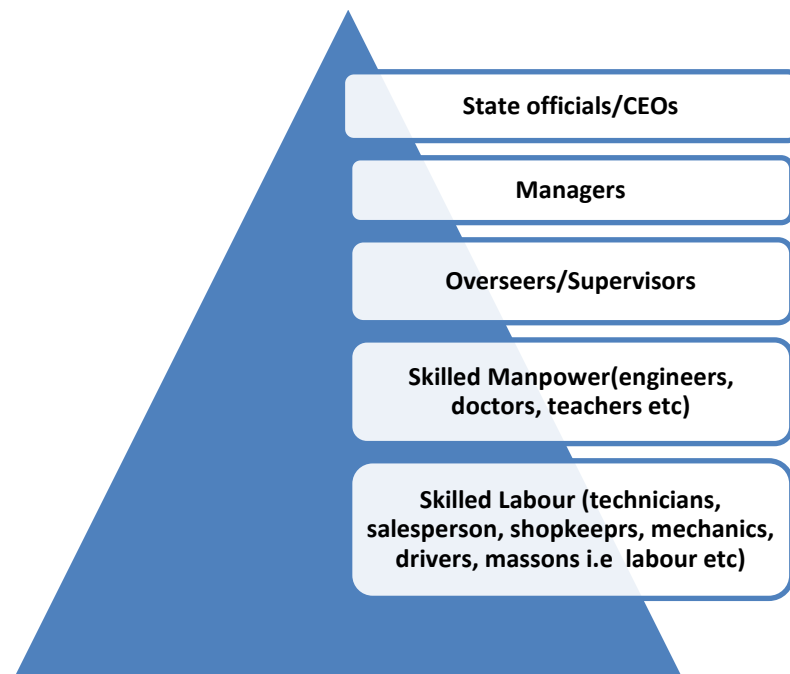 State officials/CEOs
Managers
Overseers/Supervisors
Skilled Manpower(engineers,
doctors, teachers etc)
Skilled Labour (technicians,
salesperson, shopkeeprs, mechanics,
drivers, massons i.e  labour etc)